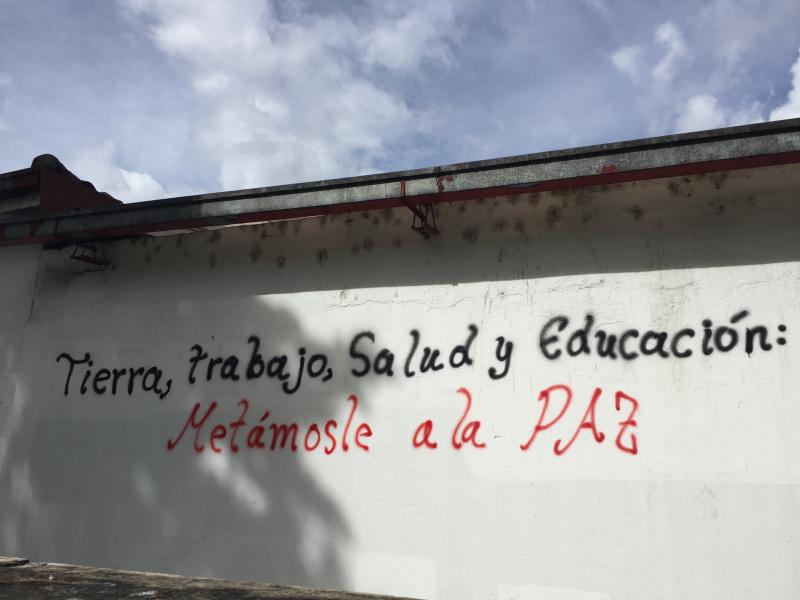 Tierra, trabajo, Salud y Educación:
Metámosle a la PAZ